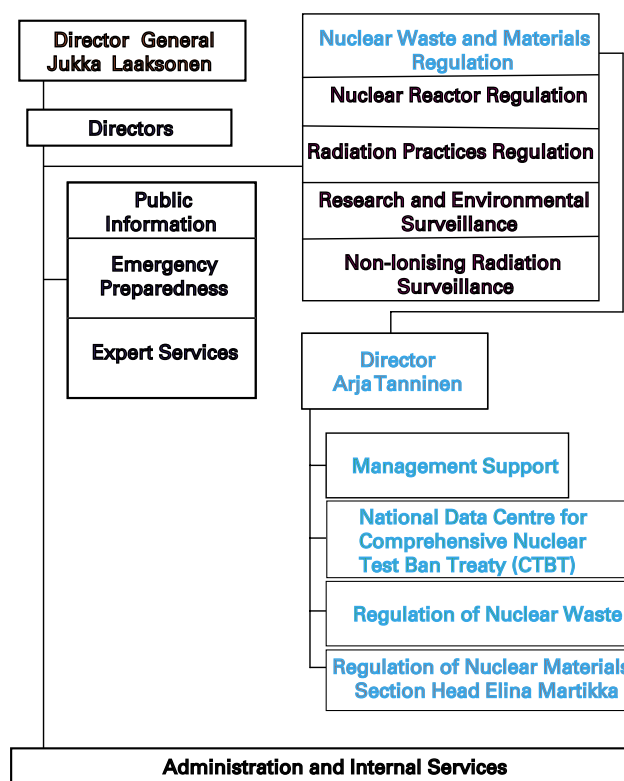 Director General
Jukka Laaksonen
Directors
Public
Information
Emergency
Preparedness
Expert Services
Nuclear Waste and Materials
Regulation
Nuclear Reactor Regulation
Radiation Practices Regulation
Research and Environmental
Surveillance
Non-Ionising Radiation
Surveillance
Director
Arja Tanninen
Management Support
National Data Centre for
Comprehensive Nuclear
Test Ban Treaty (CTBT)
Regulation of Nuclear Waste
Regulation of Nuclear Materials
Section Head Elina Martikka
Administration and Internal Services